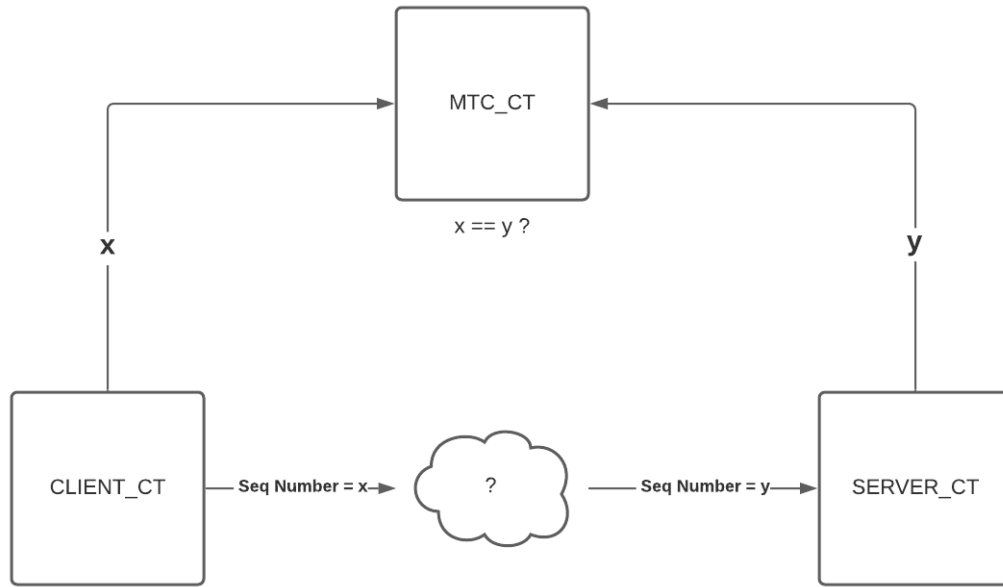 MTC_CT
x == y ?
x
y
CLIENT_CT
Seq Number = x
?
Seq Number = y
SERVER_CT